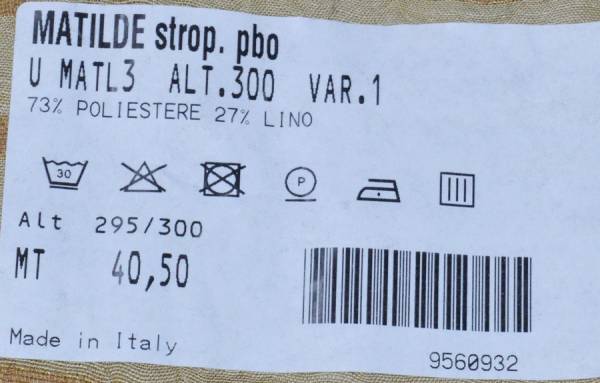 MATILDE strop. pbo
U MATL3 ALT.300 VAR.1
73% POLIESTERE 27% LINO
30 P
Alt 295/300
MT 40,50
Made in Italy
9560932